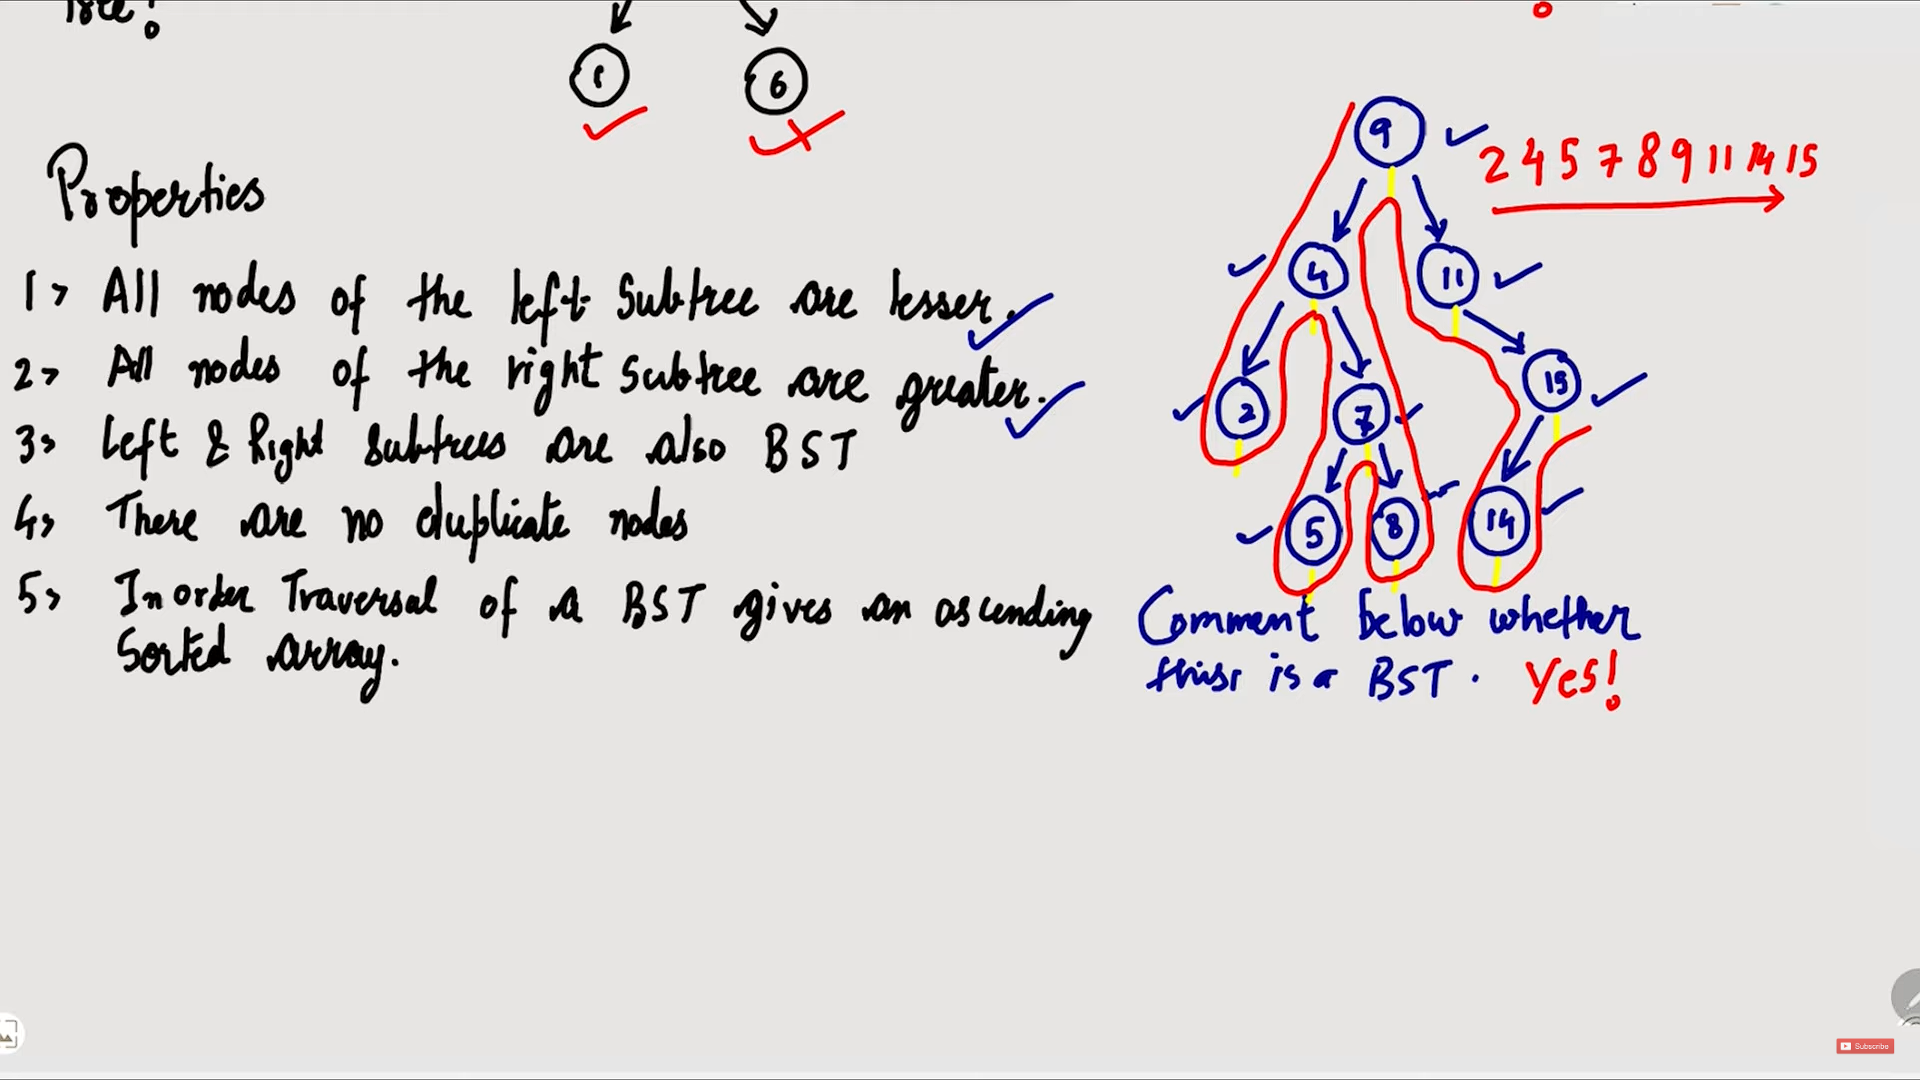 1
6
Properties
1> All nodes of the left Subtree are lesser.
2> All nodes of the right Subtree are greater.
3> Left & Right Subtrees are also BST
4> There are no duplicate nodes
5> Inorder Traversal of a BST gives an ascending
Sorted array.
9
2 4 5 7 8 9 11 14 15
4
11
2
7
15
5
8
14
Comment below whether
this is a BST. Yes!
Subscribe